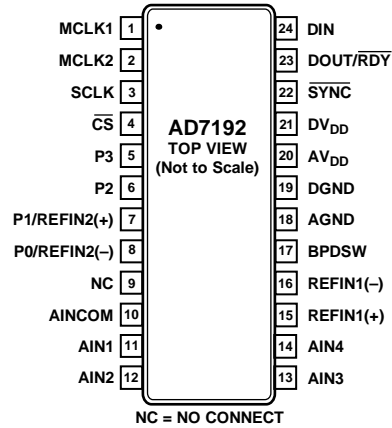 MCLK1 1
MCLK2 2
SCLK 3
CS 4
P3 5
P2 6
P1/REFIN2(+) 7
P0/REFIN2(–) 8
NC 9
AINCOM 10
AIN1 11
AIN2 12
AD7192
TOP VIEW
(Not to Scale)
24 DIN
23 DOUT/RDY
22 SYNC
21 DVDD
20 AVDD
19 DGND
18 AGND
17 BPDSW
16 REFIN1(–)
15 REFIN1(+)
14 AIN4
13 AIN3
NC = NO CONNECT